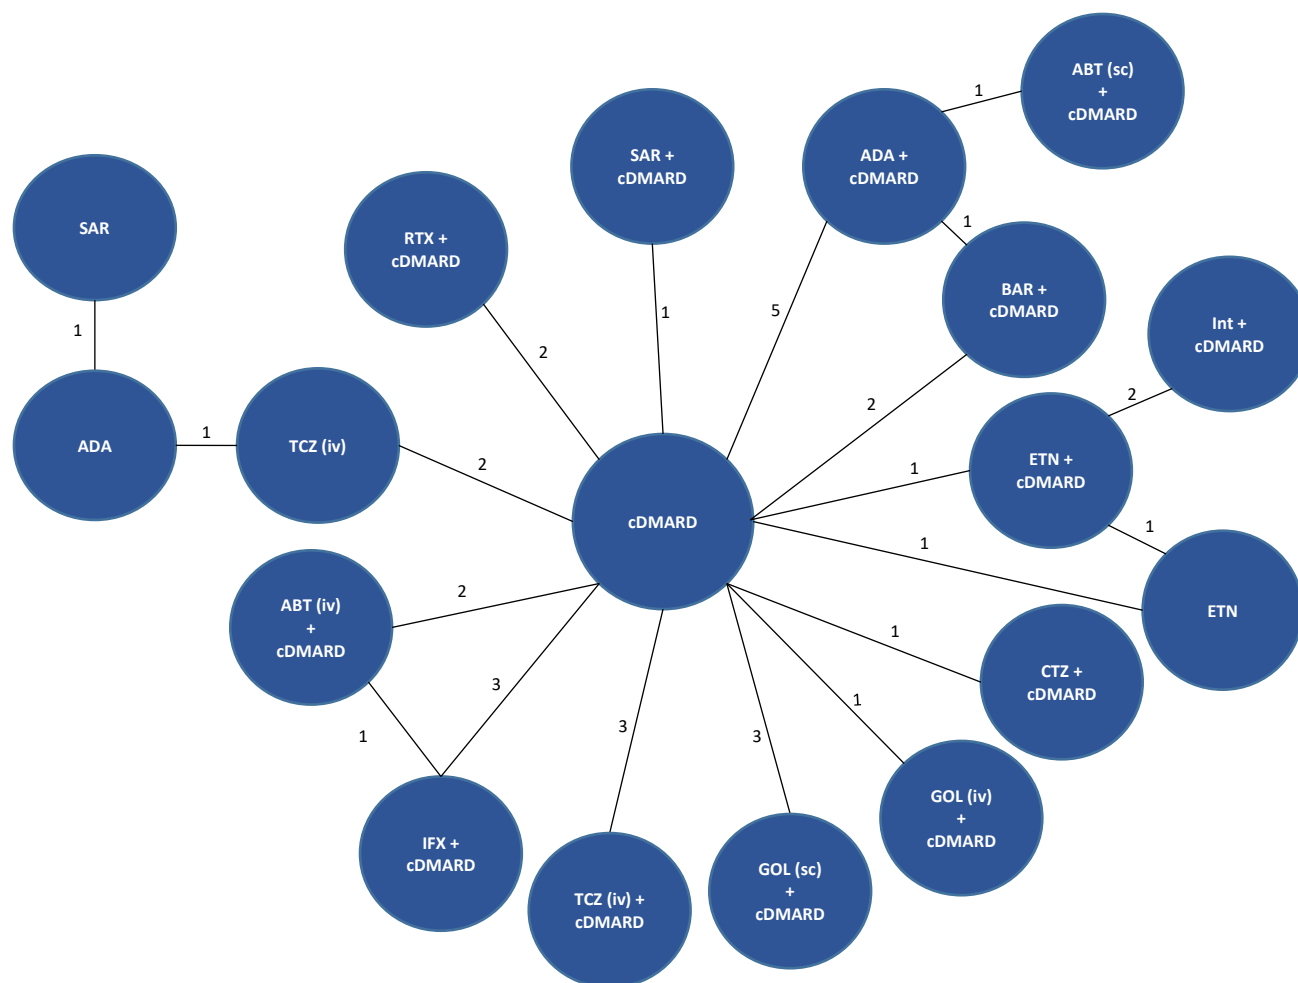 ABT (sc)
+
cDMARD
1
SAR +
cDMARD
ADA +
cDMARD
SAR
RTX +
cDMARD
1
BAR +
cDMARD
Int +
cDMARD
1
1
5
2
2
2
ADA
1
TCZ (iv)
2
1
ETN +
cDMARD
cDMARD
1
1
ETN
ABT (iv)
+
cDMARD
2
1
CTZ +
cDMARD
3
1
1
3
3
GOL (iv)
+
cDMARD
IFX +
cDMARD
TCZ (iv) +
cDMARD
GOL (sc)
+
cDMARD